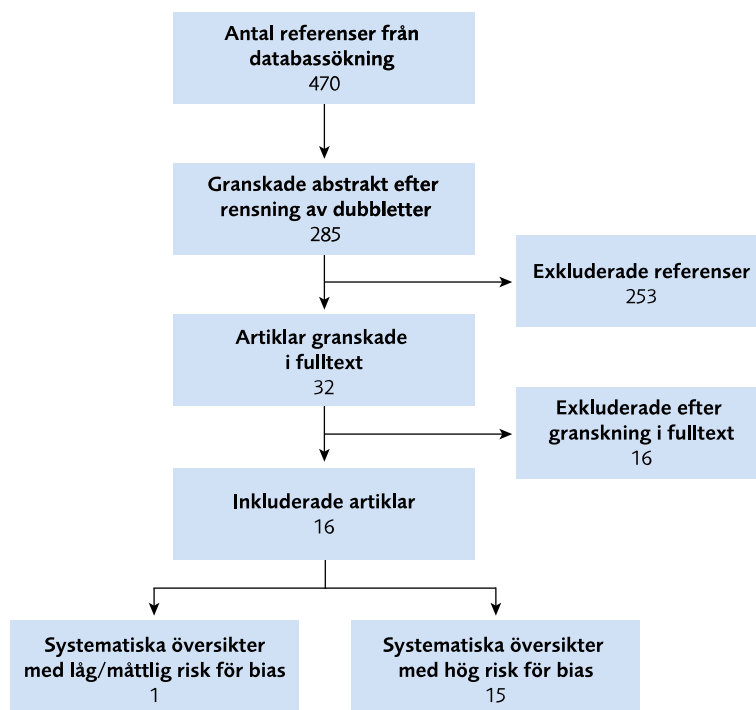 Antal referenser från
databassökning
470
Granskade abstrakt efter
rensning av dubbletter
285
Exkluderade referenser
253
Artiklar granskade
i fulltext
32
Exkluderade efter
granskning i fulltext
16
Inkluderade artiklar
16
Systematiska översikter
med låg/måttlig risk för bias
1
Systematiska översikter
med hög risk för bias
15